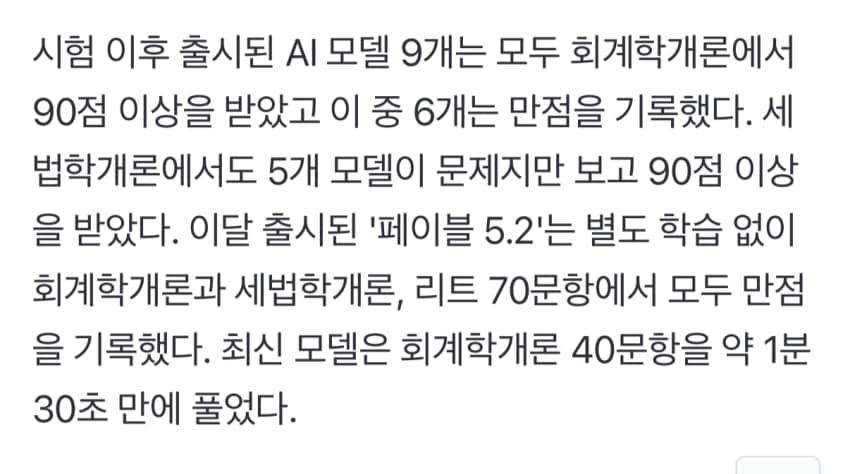 시험 이후 출시된 AI 모델 9개는 모두 회계학개론에서
90점 이상을 받았고 이 중 6개는 만점을 기록했다. 세
법학개론에서도 5개 모델이 문제지만 보고 90점 이상
을 받았다. 이달 출시된 '페이블 5.2'는 별도 학습 없이
회계학개론과 세법학개론, 리트 70문항에서 모두 만점
을 기록했다. 최신 모델은 회계학개론 40문항을 약 1분
30초 만에 풀었다.